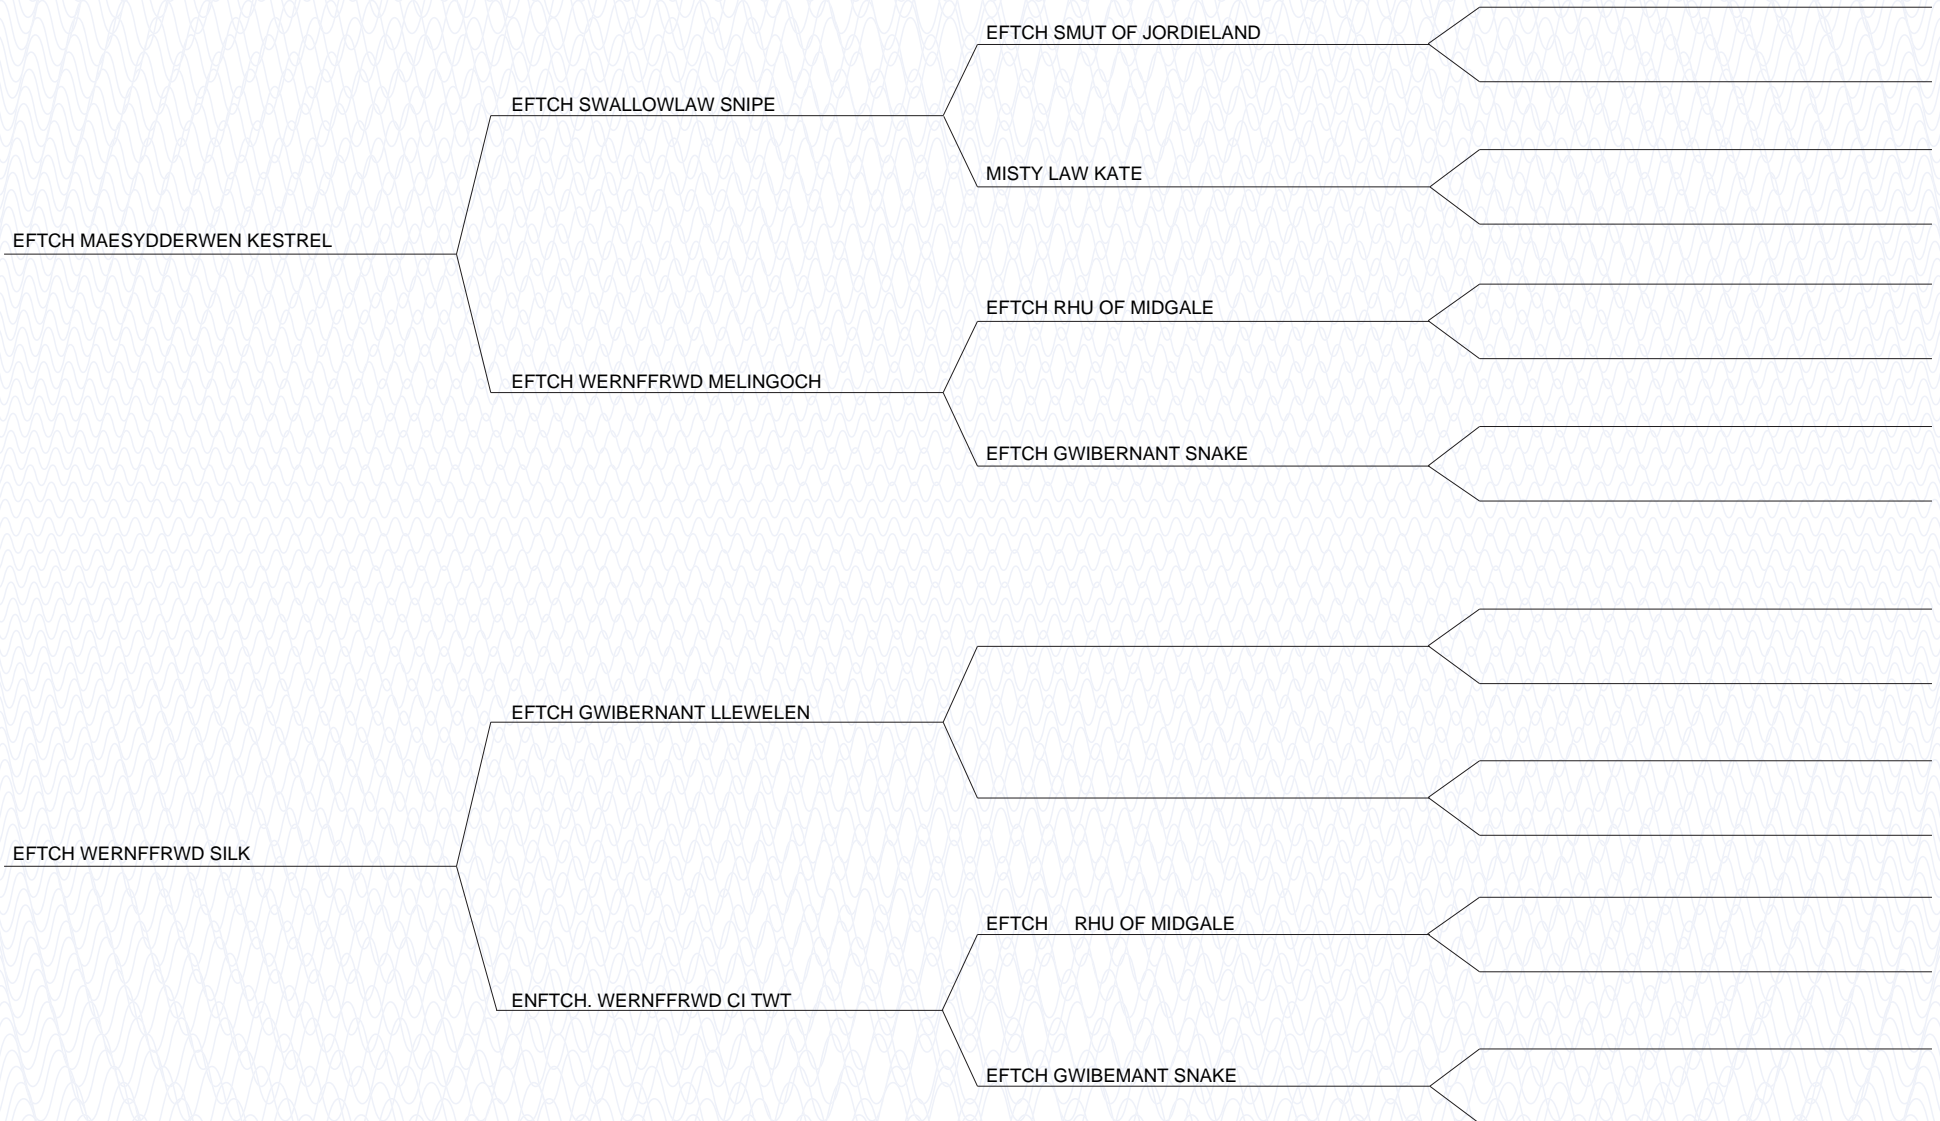 EFTCH SMUT OF JORDIELAND
EFTCH SWALLOWLAW SNIPE
MISTY LAW KATE
EFTCH MAESYDDERWEN KESTREL
EFTCH RHU OF MIDGALE
EFTCH WERNFFRWD MELINGOCH
EFTCH GWIBERNANT SNAKE
EFTCH GWIBERNANT LLEWELEN
EFTCH WERNFFRWD SILK
EFTCH RHU OF MIDGALE
ENFTCH. WERNFFRWD CI TWT
EFTCH GWIBEMANT SNAKE